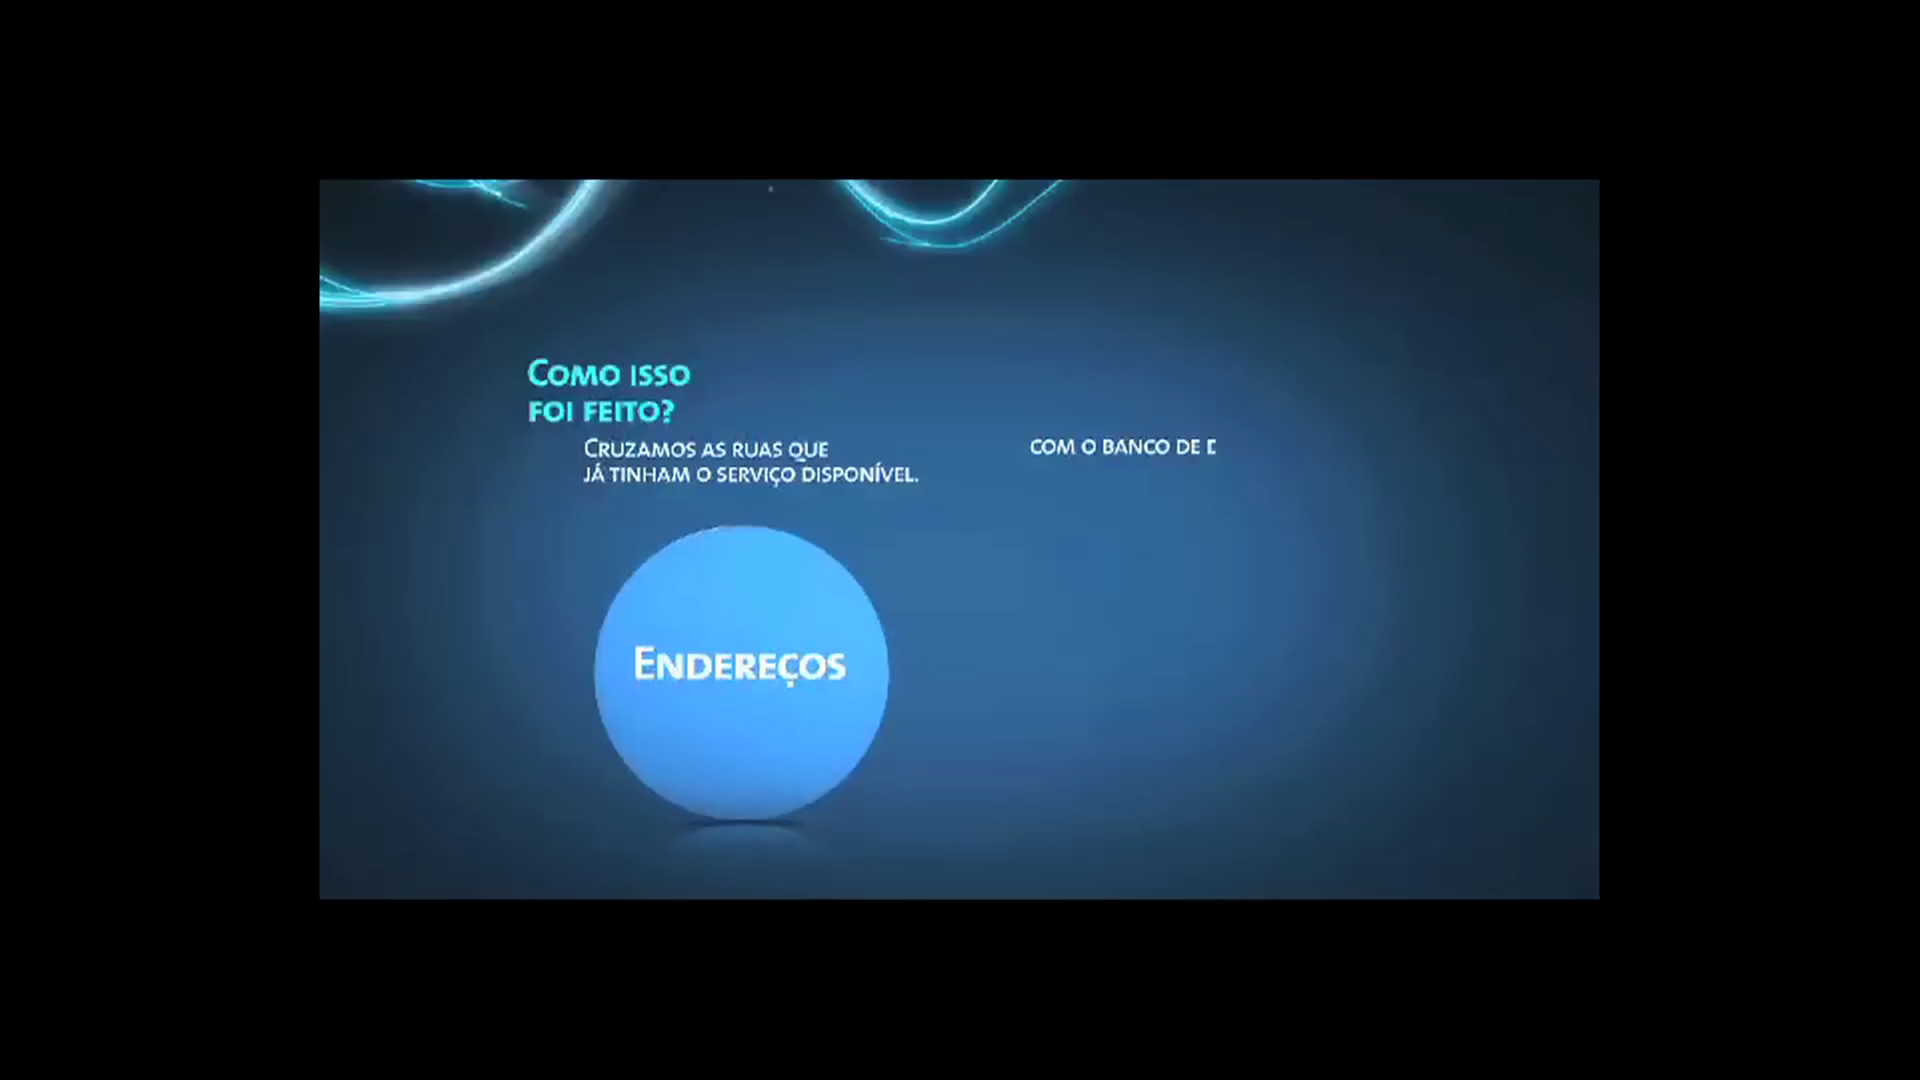 Como isso
foi feito?
Cruzamos as ruas que
já tinham o serviço disponível.
com o banco de
Endereços